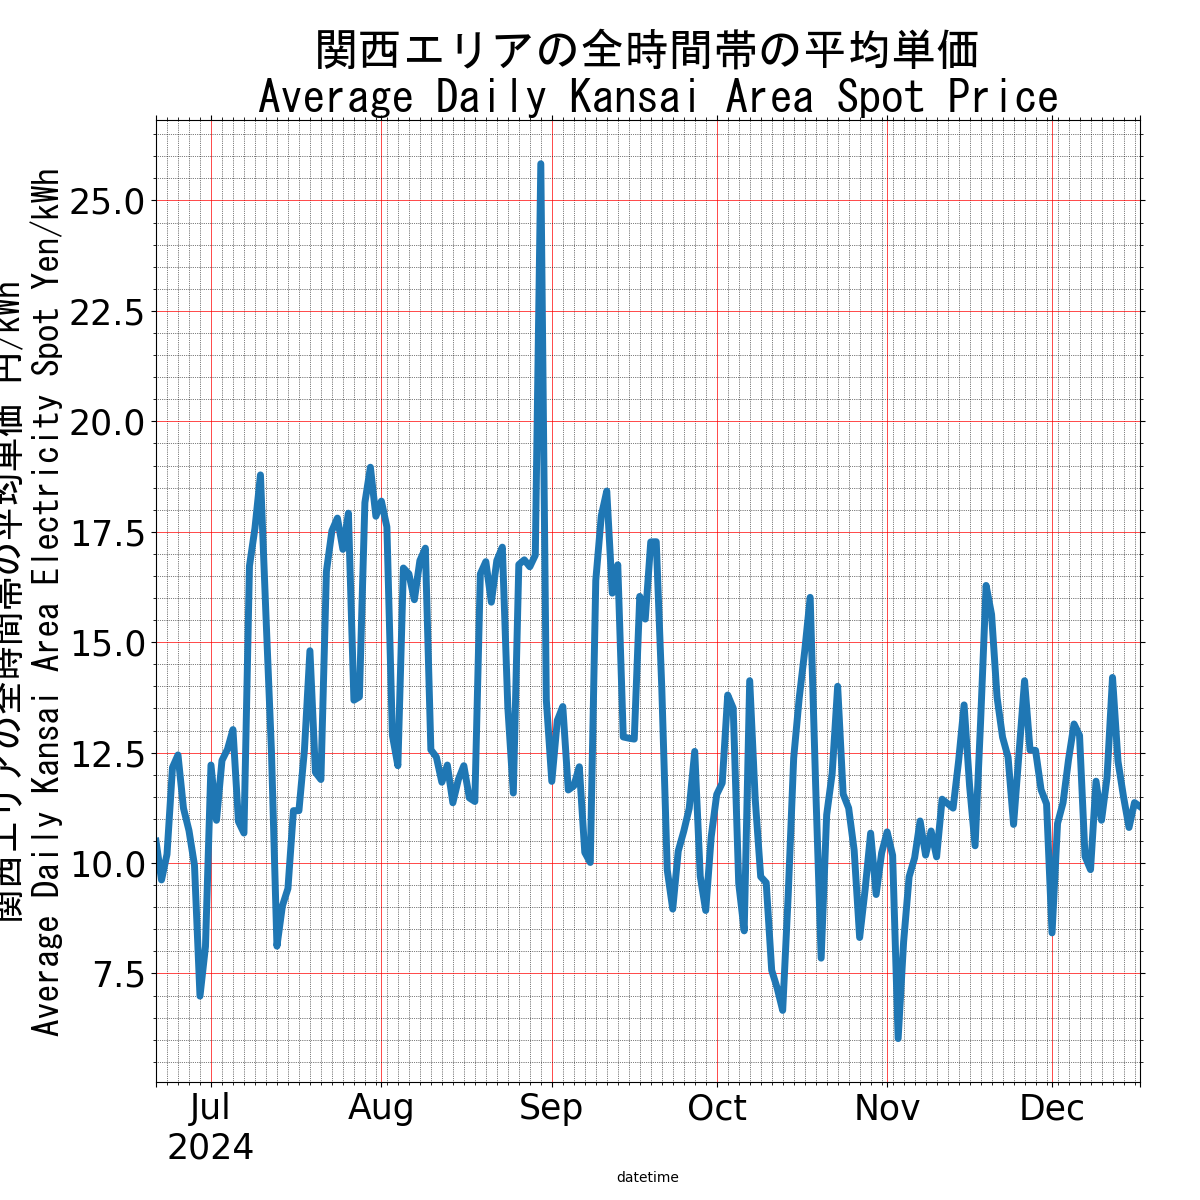 関西エリアの全時間帯の平均単価
Average Daily Kansai Area Spot Price
関西エリアの全時間帯の平均単価 円/kWh
Average Daily Kansai Area Electricity Spot Yen/kWh
25.0
22.5
20.0
17.5
15.0
12.5
10.0
7.5
Jul Aug Sep Oct Nov Dec
2024
datetime